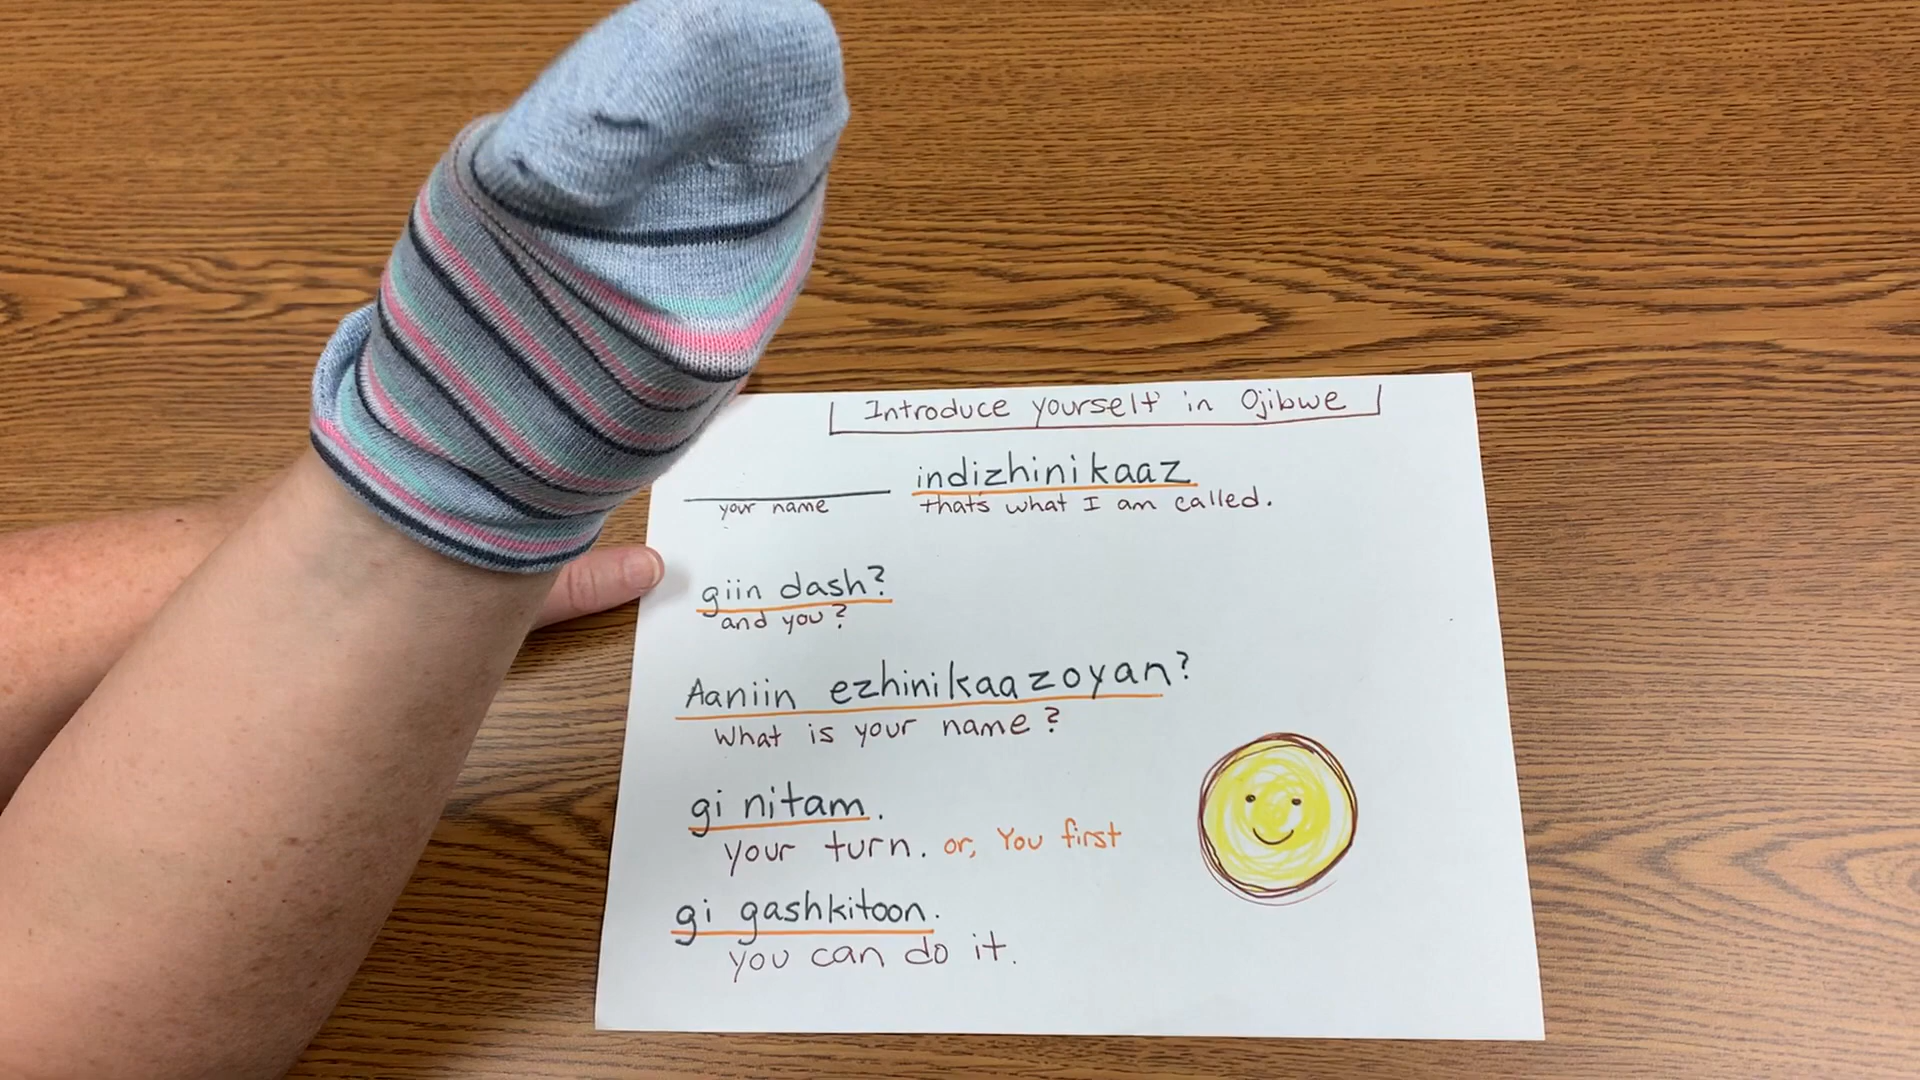 Introduce yourself in Ojibwe
indizhinikaaz
your name that's what I am called.
giin dash?
and you?
Aaniin ezhinikaazoyan?
What is your name?
gi nitam.
your turn. or, You first
gi gashkitoon.
you can do it.